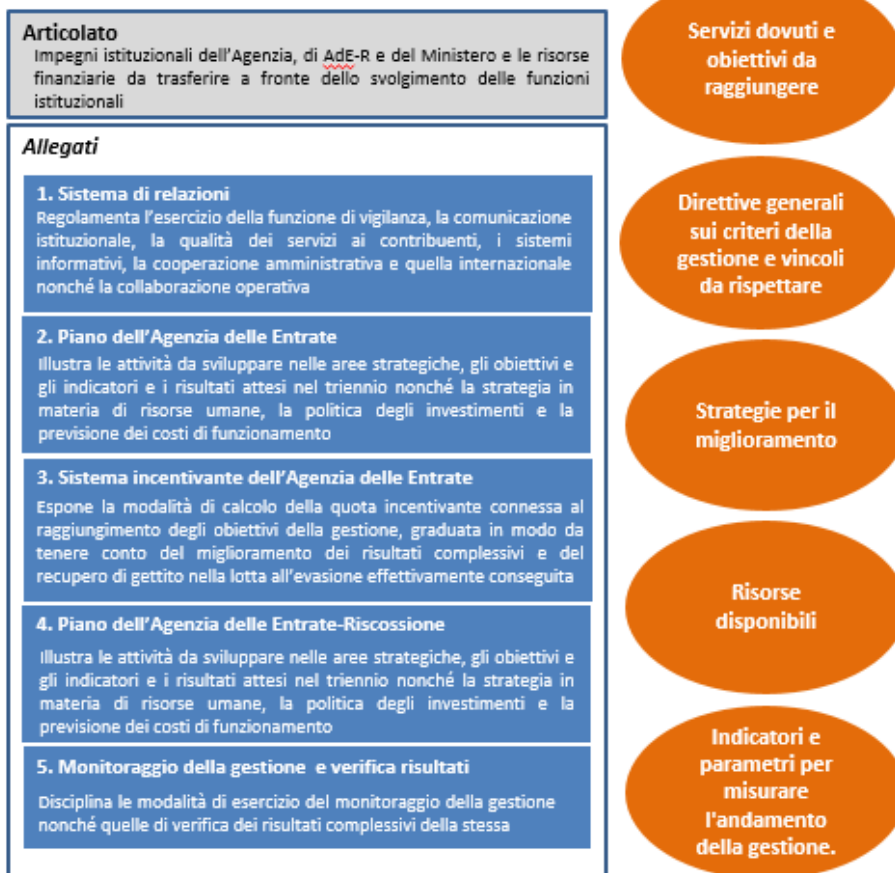 Articolato
Impegni istituzionali dell'Agenzia, di AdE-R e del Ministero e le risorse
finanziarie da trasferire a fronte dello svolgimento delle funzioni
istituzionali
Allegati
1. Sistema di relazioni
Regolamenta l'esercizio della funzione di vigilanza, la comunicazione
istituzionale, la qualità dei servizi ai contribuenti, i sistemi
informativi, la cooperazione amministrativa e quella internazionale
nonché la collaborazione operativa
2. Piano dell'Agenzia delle Entrate
Illustra le attività da sviluppare nelle aree strategiche, gli obiettivi e
gli indicatori e i risultati attesi nel triennio nonché la strategia in
materia di risorse umane, la politica degli investimenti e la
previsione dei costi di funzionamento
3. Sistema incentivante dell'Agenzia delle Entrate
Espone la modalità di calcolo della quota incentivante connessa al
raggiungimento degli obiettivi della gestione, graduata in modo da
tenere conto del miglioramento dei risultati complessivi e del
recupero di gettito nella lotta all'evasione effettivamente conseguita
4. Piano dell'Agenzia delle Entrate-Riscossione
Illustra le attività da sviluppare nelle aree strategiche, gli obiettivi e
gli indicatori e i risultati attesi nel triennio nonché la strategia in
materia di risorse umane, la politica degli investimenti e la
previsione dei costi di funzionamento
5. Monitoraggio della gestione e verifica risultati
Disciplina le modalità di esercizio del monitoraggio della gestione
nonché quelle di verifica dei risultati complessivi della stessa
Servizi dovuti e
obiettivi da
raggiungere
Direttive generali
sui criteri della
gestione e vincoli
da rispettare
Strategie per il
miglioramento
Risorse
disponibili
Indicatori e
parametri per
misurare
l'andamento
della gestione.